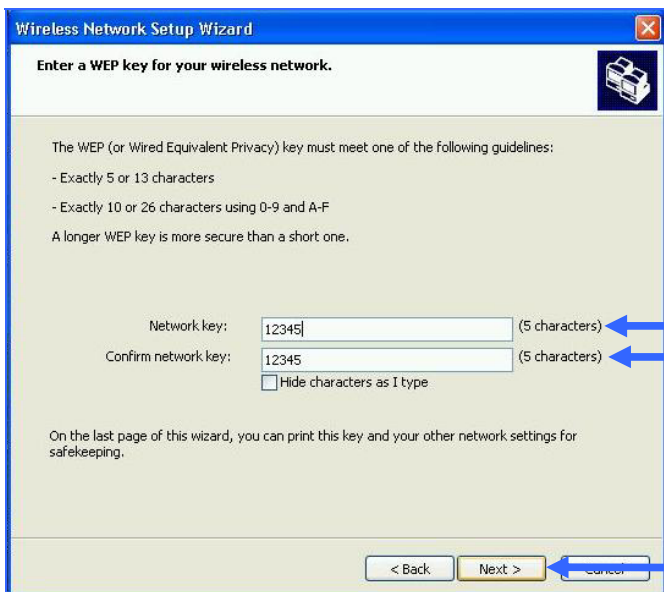 Wireless Network Setup Wizard
Enter a WEP key for your wireless network.
The WEP (or Wired Equivalent Privacy) key must meet one of the following guidelines:
- Exactly 5 or 13 characters
- Exactly 10 or 26 characters using 0-9 and A-F
A longer WEP key is more secure than a short one.
Network key: 12345 (5 characters)
Confirm network key: 12345 (5 characters)
Hide characters as I type
On the last page of this wizard, you can print this key and your other network settings for
safekeeping.
< Back Next > Cancel